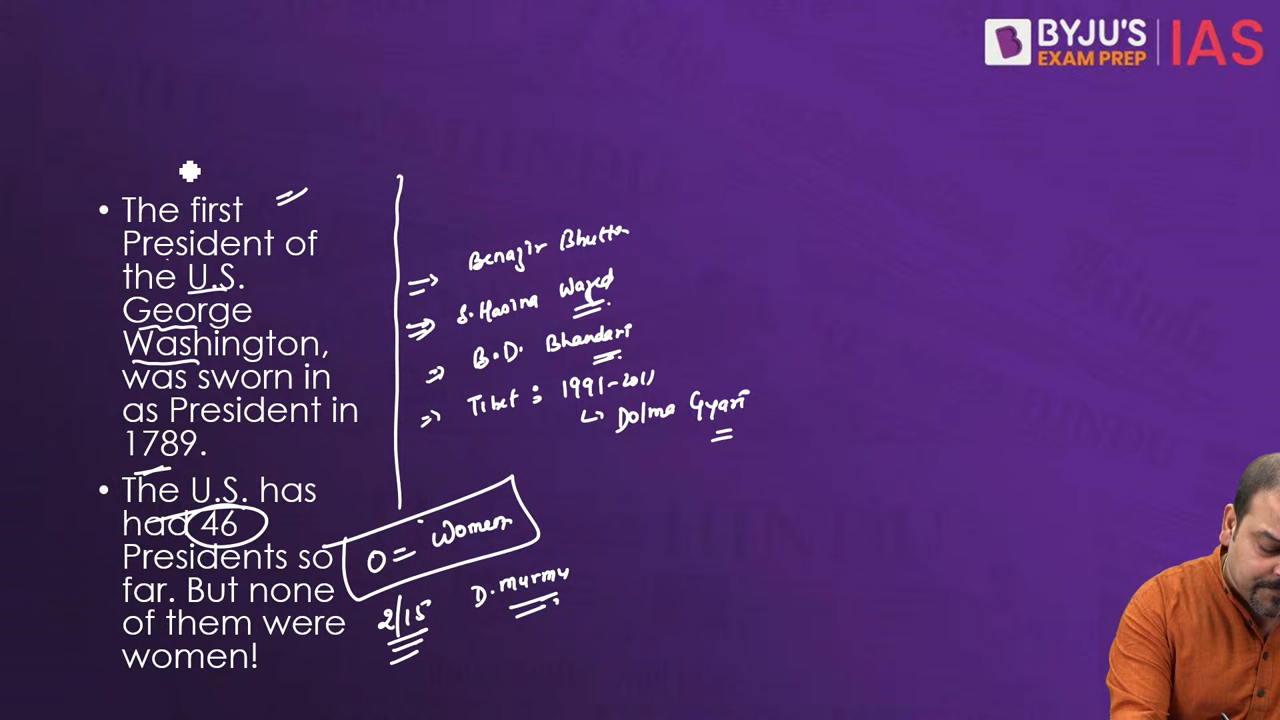 BYJU'S
EXAM PREP
IAS
• The first
President of
the U.S.
George
Washington,
was sworn in
as President in
1789.
• The U.S. has
had 46
Presidents so
far. But none
of them were
women!
⇒ Benazir Bhutto
⇒ S. Hasina Wazed
⇒ B.D. Bhandari
⇒ Tibet : 1991-2011
↳ Dolma Gyari
0 = Women
2/15
D. Murmu